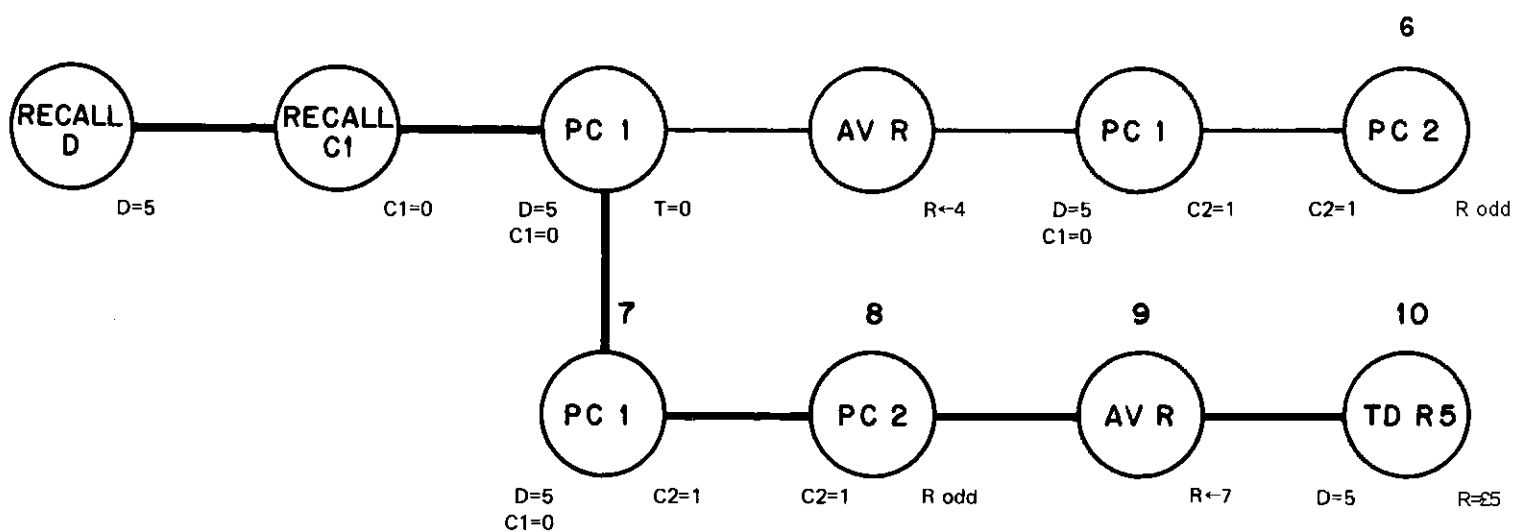 6
RECALL D
RECALL C1
PC 1
AV R
PC 1
PC 2
D=5
C1=0
D=5
C1=0
T=0
R←4
D=5
C1=0
C2=1
C2=1
R odd
7
8
9
10
PC 1
PC 2
AV R
TD R5
D=5
C1=0
C2=1
C2=1
R odd
R←7
D=5
R=£5